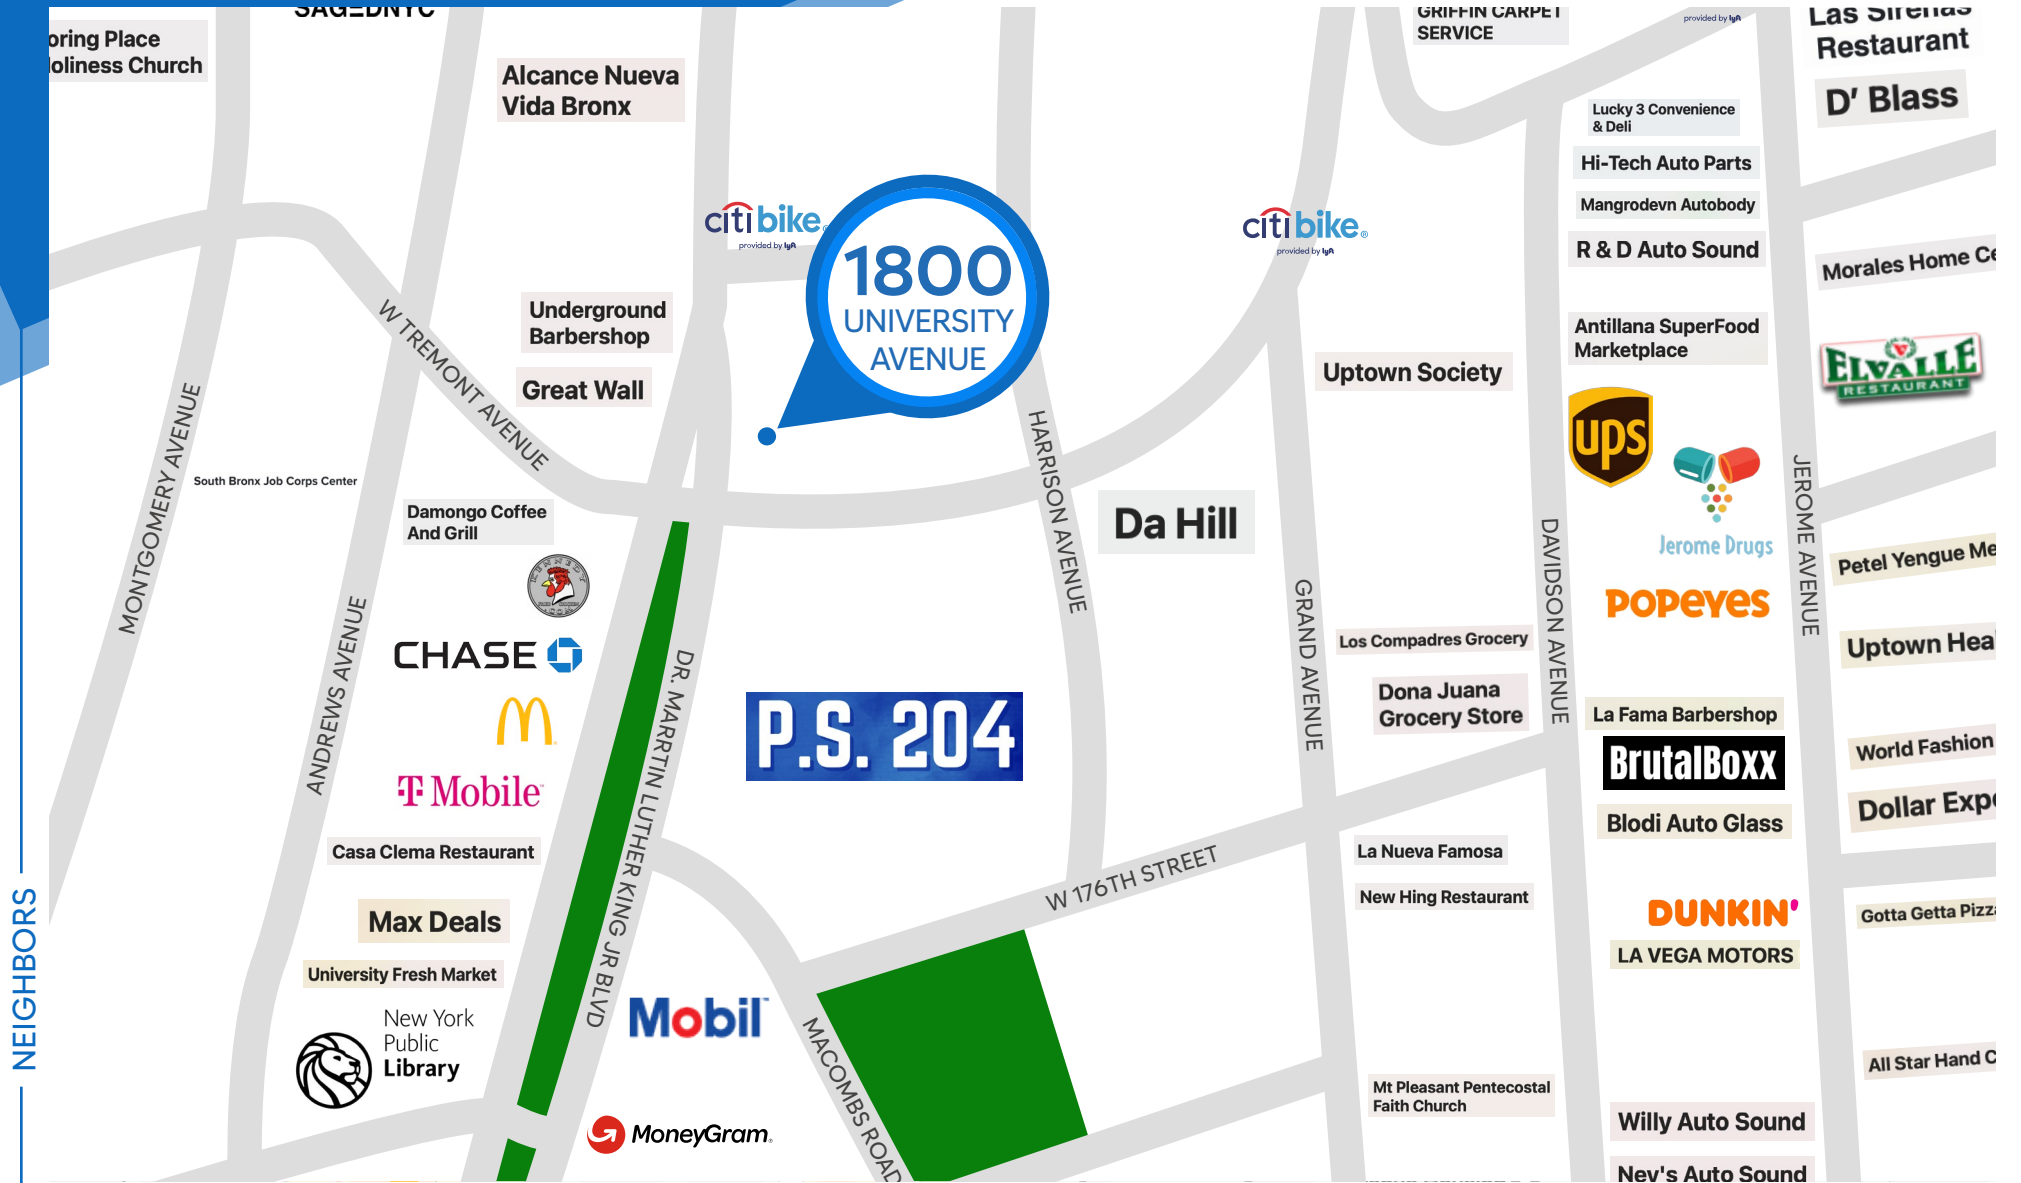 SAGEDNYC
oring Place
oliness Church
Alcance Nueva
Vida Bronx
GRIFFIN CARPET
SERVICE
provided by lyft
Las Sirenas
Restaurant
D' Blass
Lucky 3 Convenience
& Deli
Hi-Tech Auto Parts
Mangrodevn Autobody
R & D Auto Sound
citi bike®
provided by lyft
1800
UNIVERSITY
AVENUE
citi bike®
provided by lyft
Morales Home Ce
Underground
Barbershop
Great Wall
W TREMONT AVENUE
Antillana SuperFood
Marketplace
ELVALLE
RESTAURANT
Uptown Society
ups
Jerome Drugs
POPEYES
MONTGOMERY AVENUE
South Bronx Job Corps Center
Damongo Coffee
And Grill
KENNEDY
HARRISON AVENUE
Da Hill
JEROME AVENUE
Petel Yengue Me
Uptown Hea
CHASE
ANDREWS AVENUE
T Mobile
DR. MARRTIN LUTHER KING JR BLVD
P.S. 204
GRAND AVENUE
DAVIDSON AVENUE
Los Compadres Grocery
Dona Juana
Grocery Store
La Fama Barbershop
BrutalBoxx
Blodi Auto Glass
World Fashion
Dollar Exp
Casa Clema Restaurant
Max Deals
University Fresh Market
New York
Public
Library
W 176TH STREET
La Nueva Famosa
New Hing Restaurant
DUNKIN'
LA VEGA MOTORS
Gotta Getta Pizz
Mobil
MACOMBS ROAD
MoneyGram®
Mt Pleasant Pentecostal
Faith Church
All Star Hand C
Willy Auto Sound
Nev's Auto Sound
NEIGHBORS